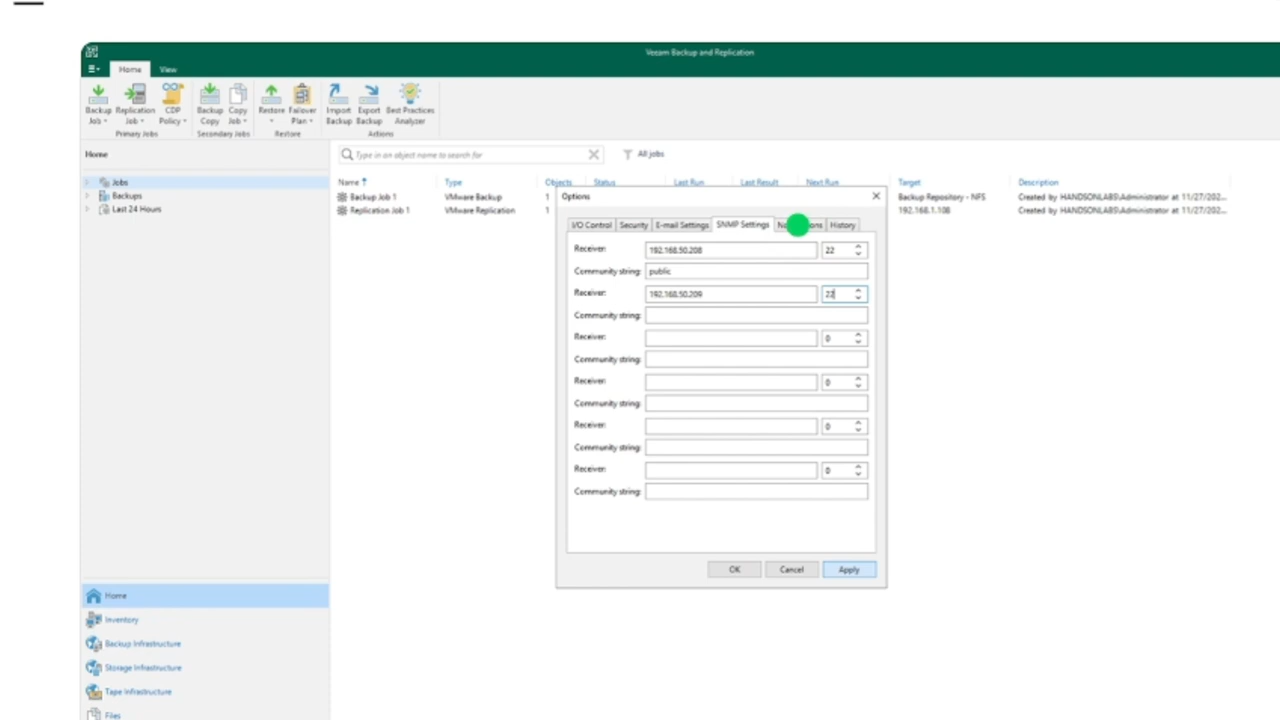 Veeam Backup and Replication
Home View
Backup Job Replication Job CDP Policy Backup Copy Copy Job Restore Failover Plan Import Backup Export Backup Best Practices Analyzer
Primary Jobs Secondary Jobs Restore Actions
Home
Type in an object name to search for
All jobs
Jobs
Backups
Last 24 Hours
Name Type Objects Status Last Run Last Result Next Run Target Description
Backup Job 1 VMware Backup 1 Backup Repository - NFS Created by HANDSONLABS\Administrator at 11/27/202...
Replication Job 1 VMware Replication 1 192.168.1.108 Created by HANDSONLABS\Administrator at 11/27/202...
Options
I/O Control Security E-mail Settings SNMP Settings History
Receiver: 192.168.50.208 22
Community string: public
Receiver: 192.168.50.209 22
Community string:
Receiver: 0
Community string:
Receiver: 0
Community string:
Receiver: 0
Community string:
Receiver: 0
Community string:
OK Cancel Apply
Home
Inventory
Backup Infrastructure
Storage Infrastructure
Tape Infrastructure
Files